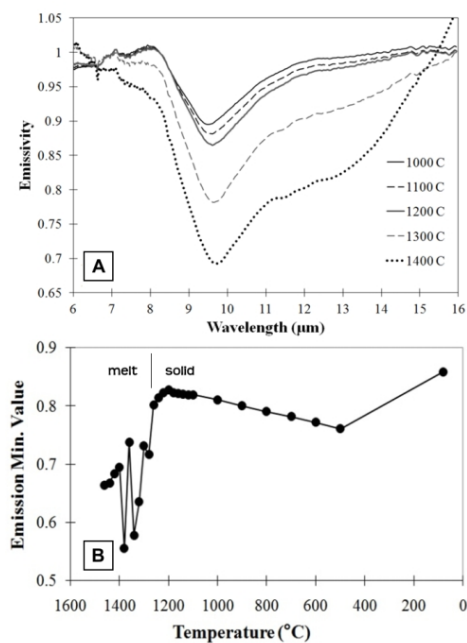 1.05
1
0.95
0.9
0.85
0.8
0.75
0.7
0.65
Emissivity
1000 C
1100 C
1200 C
1300 C
1400 C
A
6 7 8 9 10 11 12 13 14 15 16
Wavelength (µm)
0.9
0.8
0.7
0.6
0.5
Emission Min. Value
melt solid
B
1600 1400 1200 1000 800 600 400 200 0
Temperature (°C)